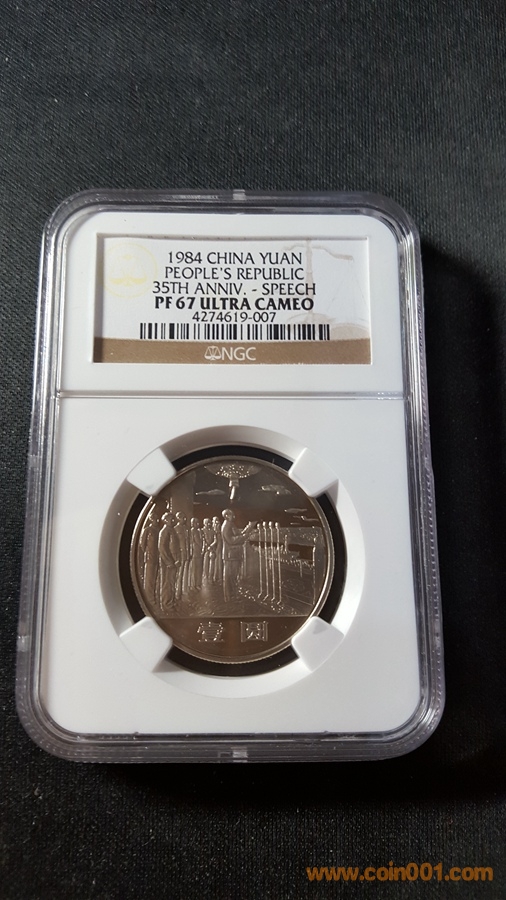 1984 CHINA YUAN
PEOPLE'S REPUBLIC
35TH ANNIV. - SPEECH
PF 67 ULTRA CAMEO
4274619-007
NGC
壹圆
www.coin001.com